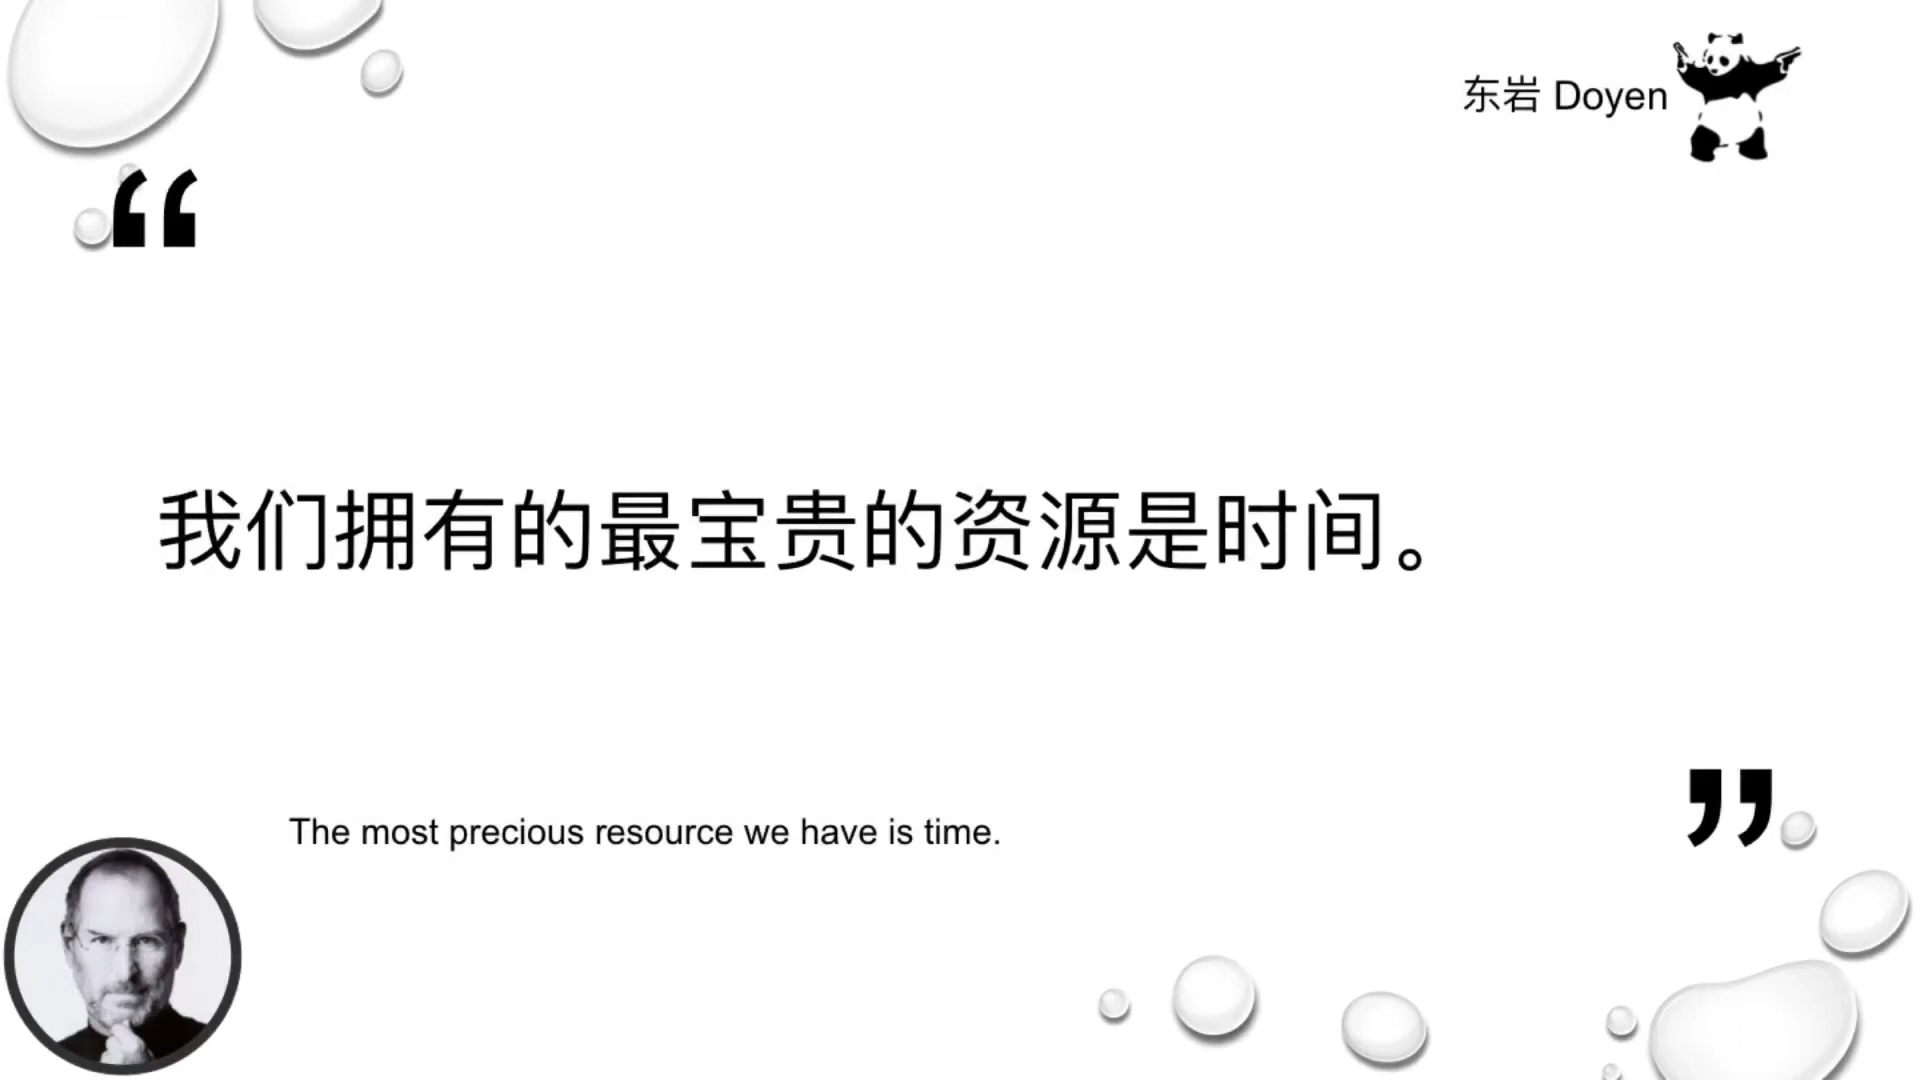 东岩 Doyen
“
我们拥有的最宝贵的资源是时间。
The most precious resource we have is time.
”